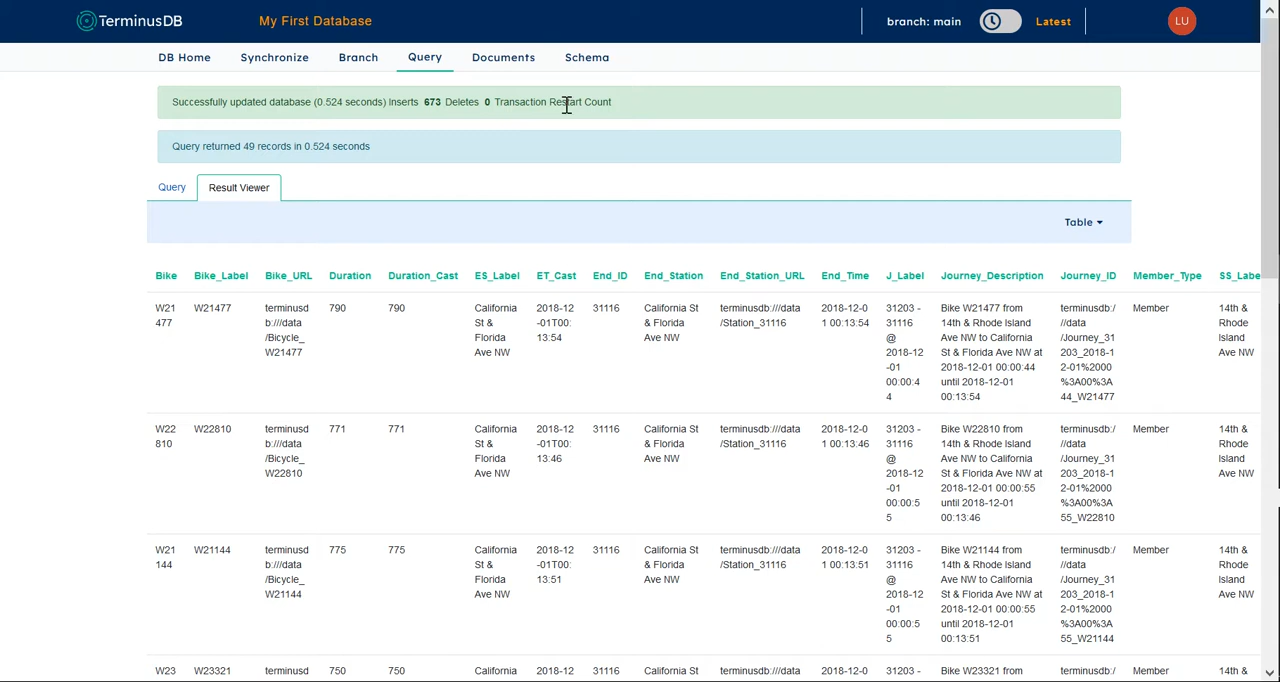 TerminusDB
My First Database
branch: main
Latest
LU
DB Home
Synchronize
Branch
Query
Documents
Schema
Successfully updated database (0.524 seconds) Inserts 673 Deletes 0 Transaction Restart Count
Query returned 49 records in 0.524 seconds
Query
Result Viewer
Table
Bike Bike_Label Bike_URL Duration Duration_Cast ES_Label ET_Cast End_ID End_Station End_Station_URL End_Time J_Label Journey_Description Journey_ID Member_Type SS_Labe
W21
477
W21477
terminusd
b:///data
/Bicycle_
W21477
790
790
California
St &
Florida
Ave NW
2018-12
-01T00:
13:54
31116
California St
& Florida
Ave NW
terminusdb:///data
/Station_31116
2018-12-0
1 00:13:54
31203 -
31116
@
2018-12
-01
00:00:4
4
Bike W21477 from
14th & Rhode Island
Ave NW to California
St & Florida Ave NW at
2018-12-01 00:00:44
until 2018-12-01
00:13:54
terminusdb:/
//data
/Journey_31
203_2018-1
2-01%2000
%3A00%3A
44_W21477
Member
14th &
Rhode
Island
Ave NW
W22
810
W22810
terminusd
b:///data
/Bicycle_
W22810
771
771
California
St &
Florida
Ave NW
2018-12
-01T00:
13:46
31116
California St
& Florida
Ave NW
terminusdb:///data
/Station_31116
2018-12-0
1 00:13:46
31203 -
31116
@
2018-12
-01
00:00:5
5
Bike W22810 from
14th & Rhode Island
Ave NW to California
St & Florida Ave NW at
2018-12-01 00:00:55
until 2018-12-01
00:13:46
terminusdb:/
//data
/Journey_31
203_2018-1
2-01%2000
%3A00%3A
55_W22810
Member
14th &
Rhode
Island
Ave NW
W21
144
W21144
terminusd
b:///data
/Bicycle_
W21144
775
775
California
St &
Florida
Ave NW
2018-12
-01T00:
13:51
31116
California St
& Florida
Ave NW
terminusdb:///data
/Station_31116
2018-12-0
1 00:13:51
31203 -
31116
@
2018-12
-01
00:00:5
5
Bike W21144 from
14th & Rhode Island
Ave NW to California
St & Florida Ave NW at
2018-12-01 00:00:55
until 2018-12-01
00:13:51
terminusdb:/
//data
/Journey_31
203_2018-1
2-01%2000
%3A00%3A
55_W21144
Member
14th &
Rhode
Island
Ave NW
W23
W23321
terminusd
750
750
California
2018-12
31116
California St
terminusdb:///data
2018-12-0
31203 -
Bike W23321 from
terminusdb:/
Member
14th &